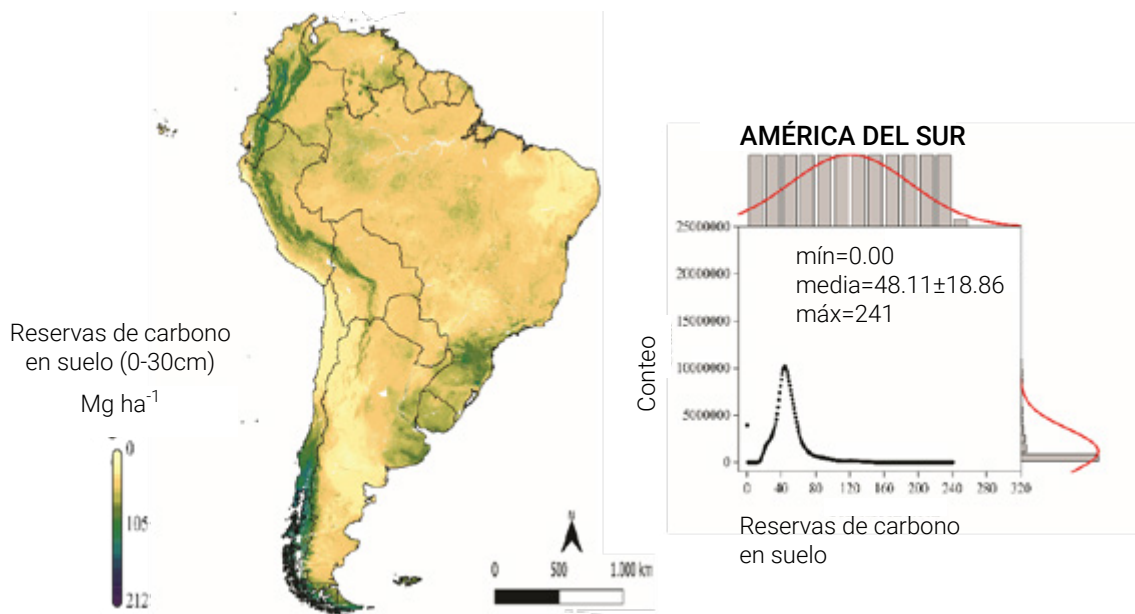 Reservas de carbono
en suelo (0-30cm)
Mg ha⁻¹
0
105
212
N
0 500 1.000 km
AMÉRICA DEL SUR
mín=0.00
media=48.11±18.86
máx=241
Conteo
25000000
20000000
15000000
10000000
5000000
0
0 40 80 120 160 200 240 280 320
Reservas de carbono
en suelo